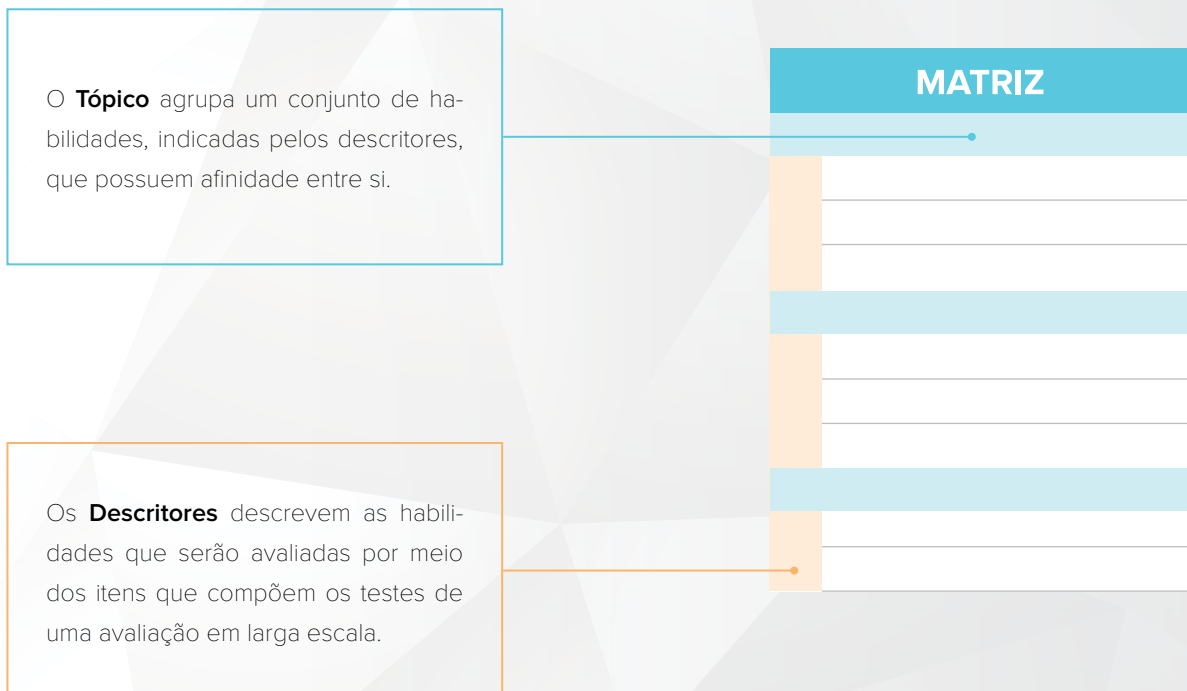 O Tópico agrupa um conjunto de ha-
bilidades, indicadas pelos descritores,
que possuem afinidade entre si.
MATRIZ
Os Descritores descrevem as habili-
dades que serão avaliadas por meio
dos itens que compõem os testes de
uma avaliação em larga escala.